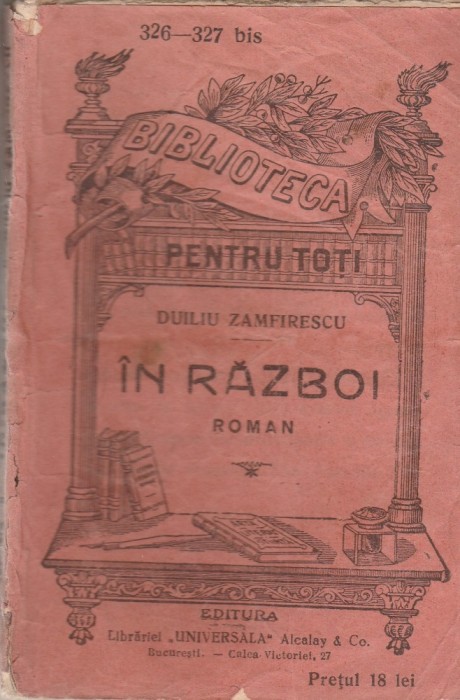 326—327 bis
BIBLIOTECA
PENTRU TOȚI
DUILIU ZAMFIRESCU
ÎN RĂZBOI
ROMAN
EDITURA
Librăriei „UNIVERSALA“ Alcalay & Co.
București. — Calea Victoriei, 27
Prețul 18 lei